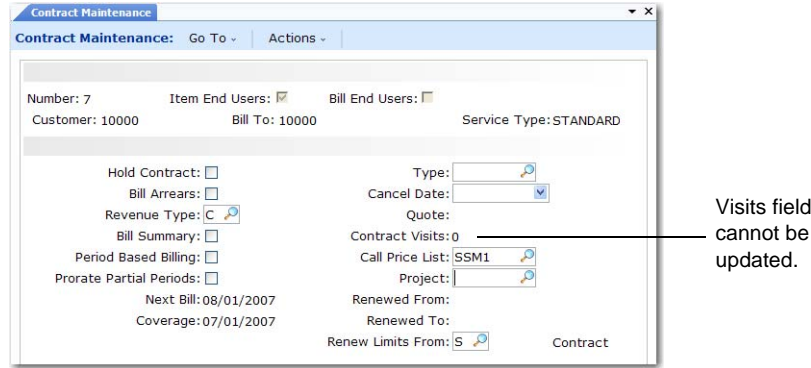 Contract Maintenance
Contract Maintenance: Go To Actions
Number: 7 Item End Users: Bill End Users:
Customer: 10000 Bill To: 10000 Service Type: STANDARD
Hold Contract: Type:
Bill Arrears: Cancel Date:
Revenue Type: C Quote:
Bill Summary: Contract Visits: 0
Period Based Billing: Call Price List: SSM1
Prorate Partial Periods: Project:
Next Bill: 08/01/2007 Renewed From:
Coverage: 07/01/2007 Renewed To:
Renew Limits From: S Contract
Visits field
cannot be
updated.